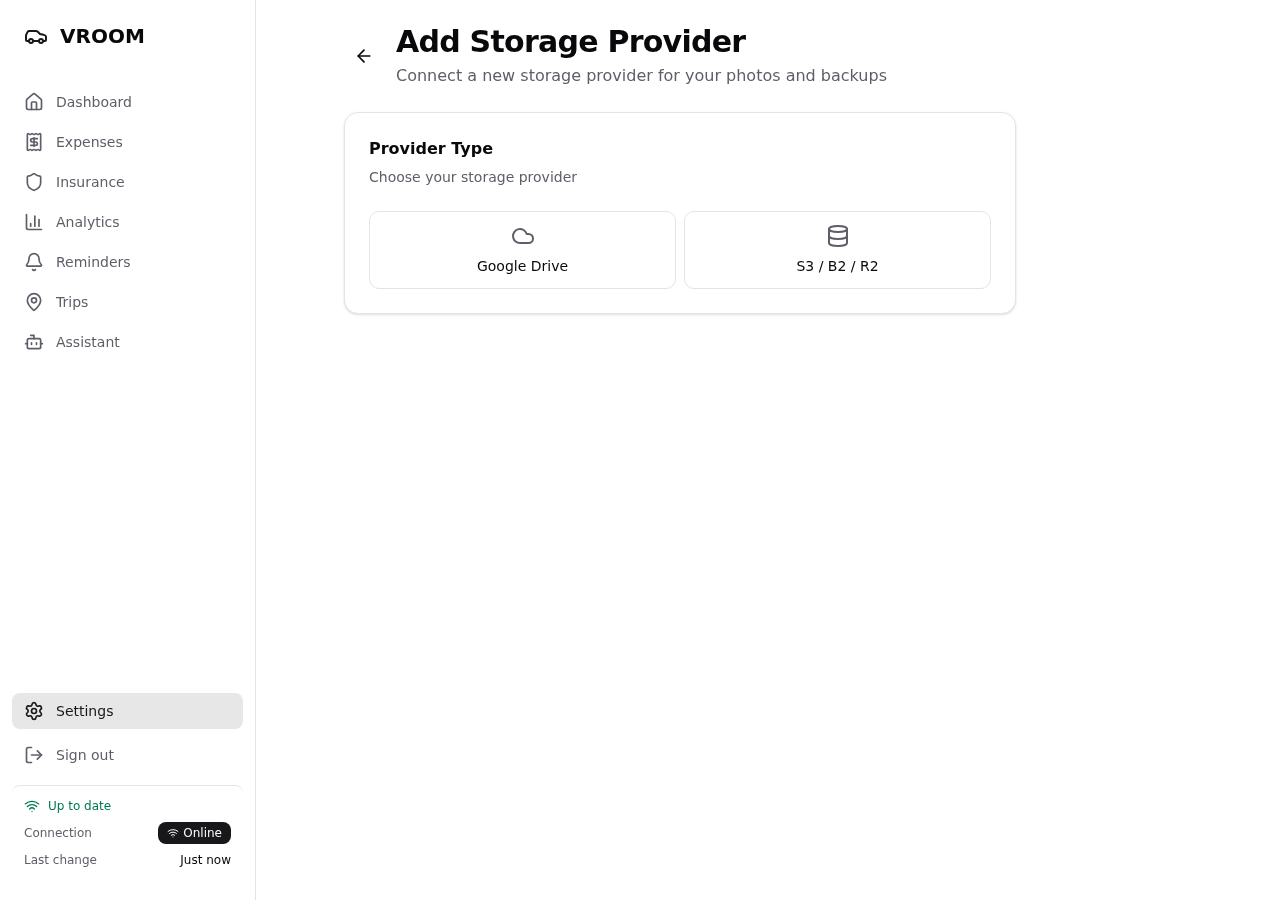 VROOM
Dashboard
Expenses
Insurance
Analytics
Reminders
Trips
Assistant
Settings
Sign out
Up to date
Connection Online
Last change Just now
Add Storage Provider
Connect a new storage provider for your photos and backups
Provider Type
Choose your storage provider
Google Drive
S3 / B2 / R2